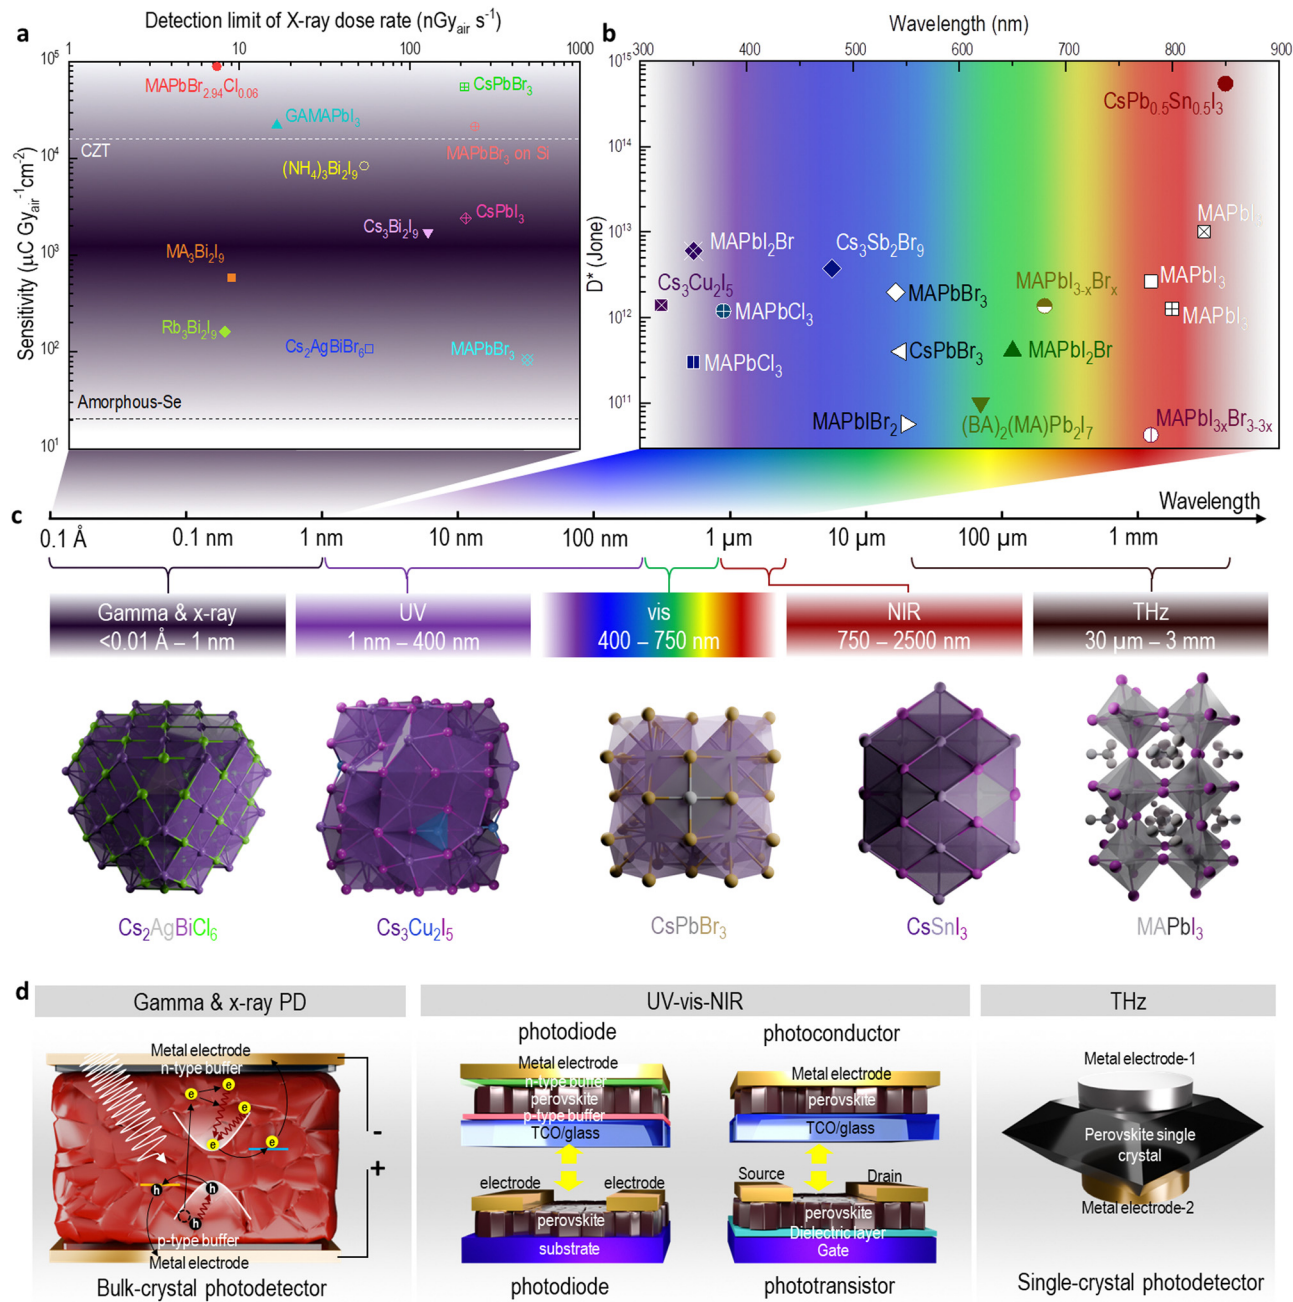 a
Detection limit of X-ray dose rate (nGyair s-1)
1 10 100 1000
Sensitivity (μC Gyair-1cm-2)
10^5
10^4
10^3
10^2
10^1
MAPbBr2.94Cl0.06
CsPbBr3
GAMAPbI3
MAPbBr3 on Si
CZT
(NH4)3Bi2I9
CsPbI3
Cs3Bi2I9
MA3Bi2I9
Rb3Bi2I9
Cs2AgBiBr6
MAPbBr3
Amorphous-Se
b
Wavelength (nm)
300 400 500 600 700 800 900
D* (Jone)
10^15
10^14
10^13
10^12
10^11
CsPb0.5Sn0.5I3
MAPbI3
MAPbI2Br
Cs3Sb2Br9
Cs3Cu2I5
MAPbBr3
MAPbI3-xBrx
MAPbI3
MAPbCl3
MAPbI3
CsPbBr3
MAPbI2Br
MAPbCl3
MAPbIBr2
(BA)2(MA)Pb2I7
MAPbI3xBr3-3x
c
Wavelength
0.1 Å 0.1 nm 1 nm 10 nm 100 nm 1 μm 10 μm 100 μm 1 mm
Gamma & x-ray
<0.01 Å – 1 nm
UV
1 nm – 400 nm
vis
400 – 750 nm
NIR
750 – 2500 nm
THz
30 μm – 3 mm
Cs2AgBiCl6
Cs3Cu2I5
CsPbBr3
CsSnI3
MAPbI3
d
Gamma & x-ray PD
Metal electrode
n-type buffer
e e
e
e e
-
+
h h
h
p-type buffer
Metal electrode
Bulk-crystal photodetector
UV-vis-NIR
photodiode
Metal electrode
n-type buffer
perovskite
p-type buffer
TCO/glass
electrode electrode
perovskite
substrate
photodiode
photoconductor
Metal electrode
perovskite
TCO/glass
Source Drain
perovskite
Dielectric layer
Gate
phototransistor
THz
Metal electrode-1
Perovskite single
crystal
Metal electrode-2
Single-crystal photodetector